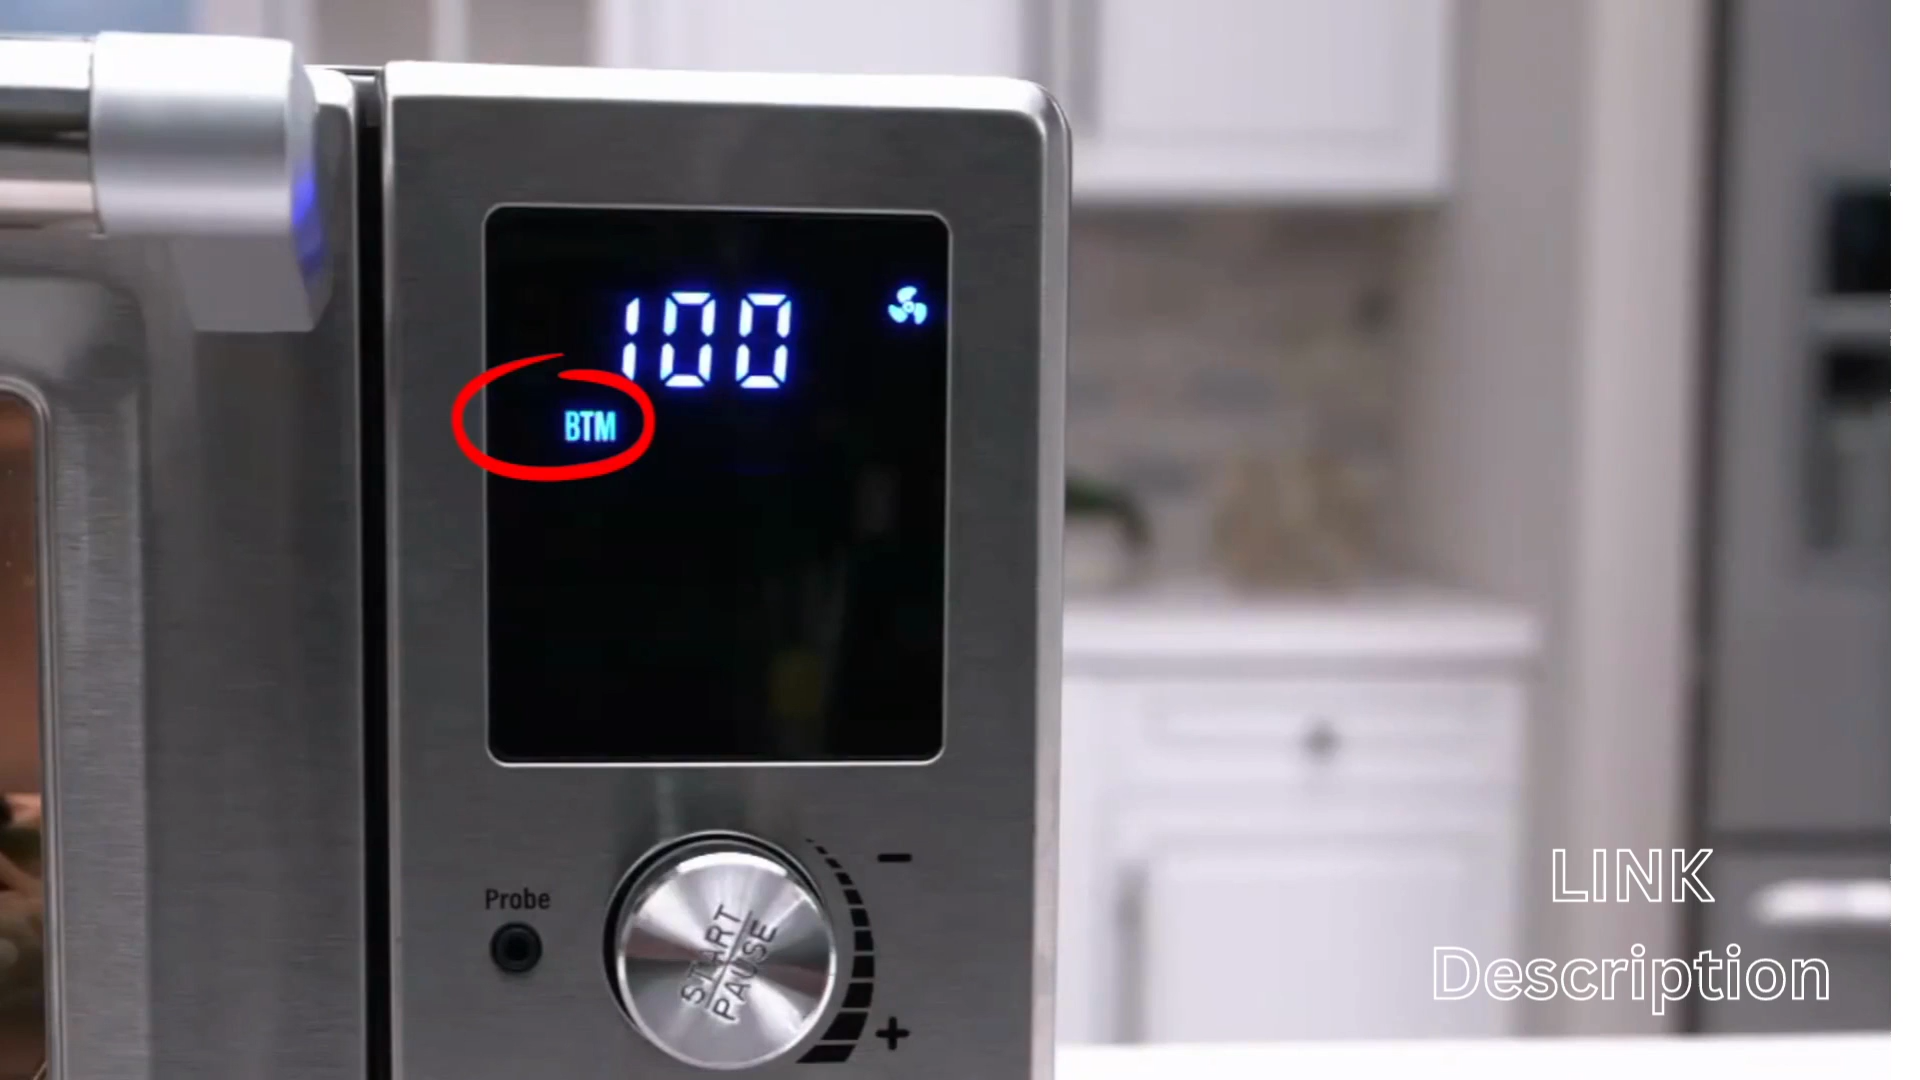 100
BTM
Probe
START
PAUSE
-
+
LINK
Description